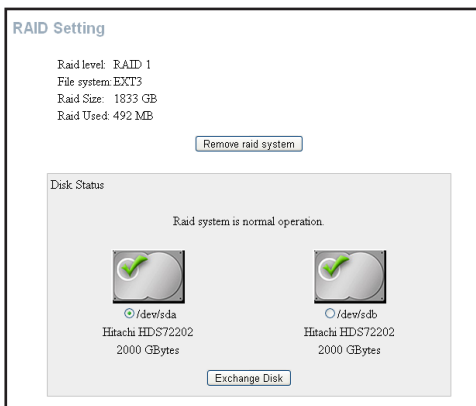 RAID Setting
Raid level: RAID 1
File system: EXT3
Raid Size: 1833 GB
Raid Used: 492 MB
Remove raid system
Disk Status
Raid system is normal operation.
/dev/sda /dev/sdb
Hitachi HDS72202 Hitachi HDS72202
2000 GBytes 2000 GBytes
Exchange Disk